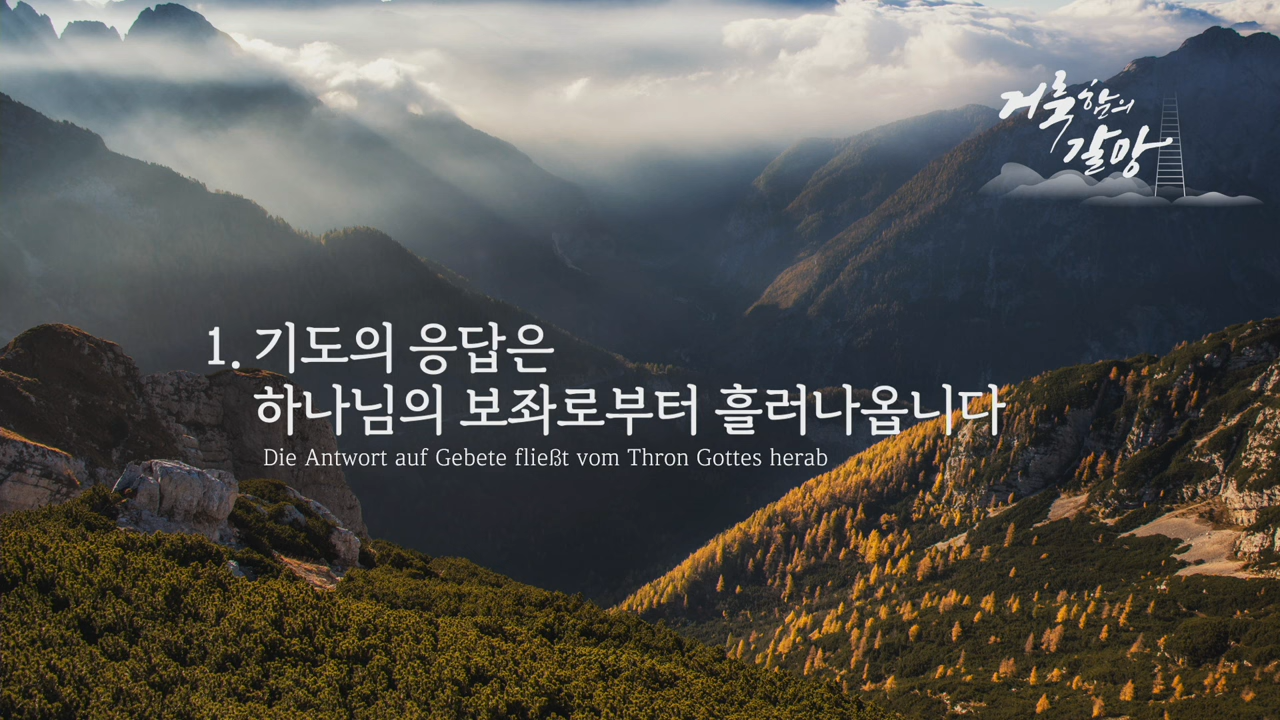 거룩함의
갈망
1. 기도의 응답은
하나님의 보좌로부터 흘러나옵니다
Die Antwort auf Gebete fließt vom Thron Gottes herab